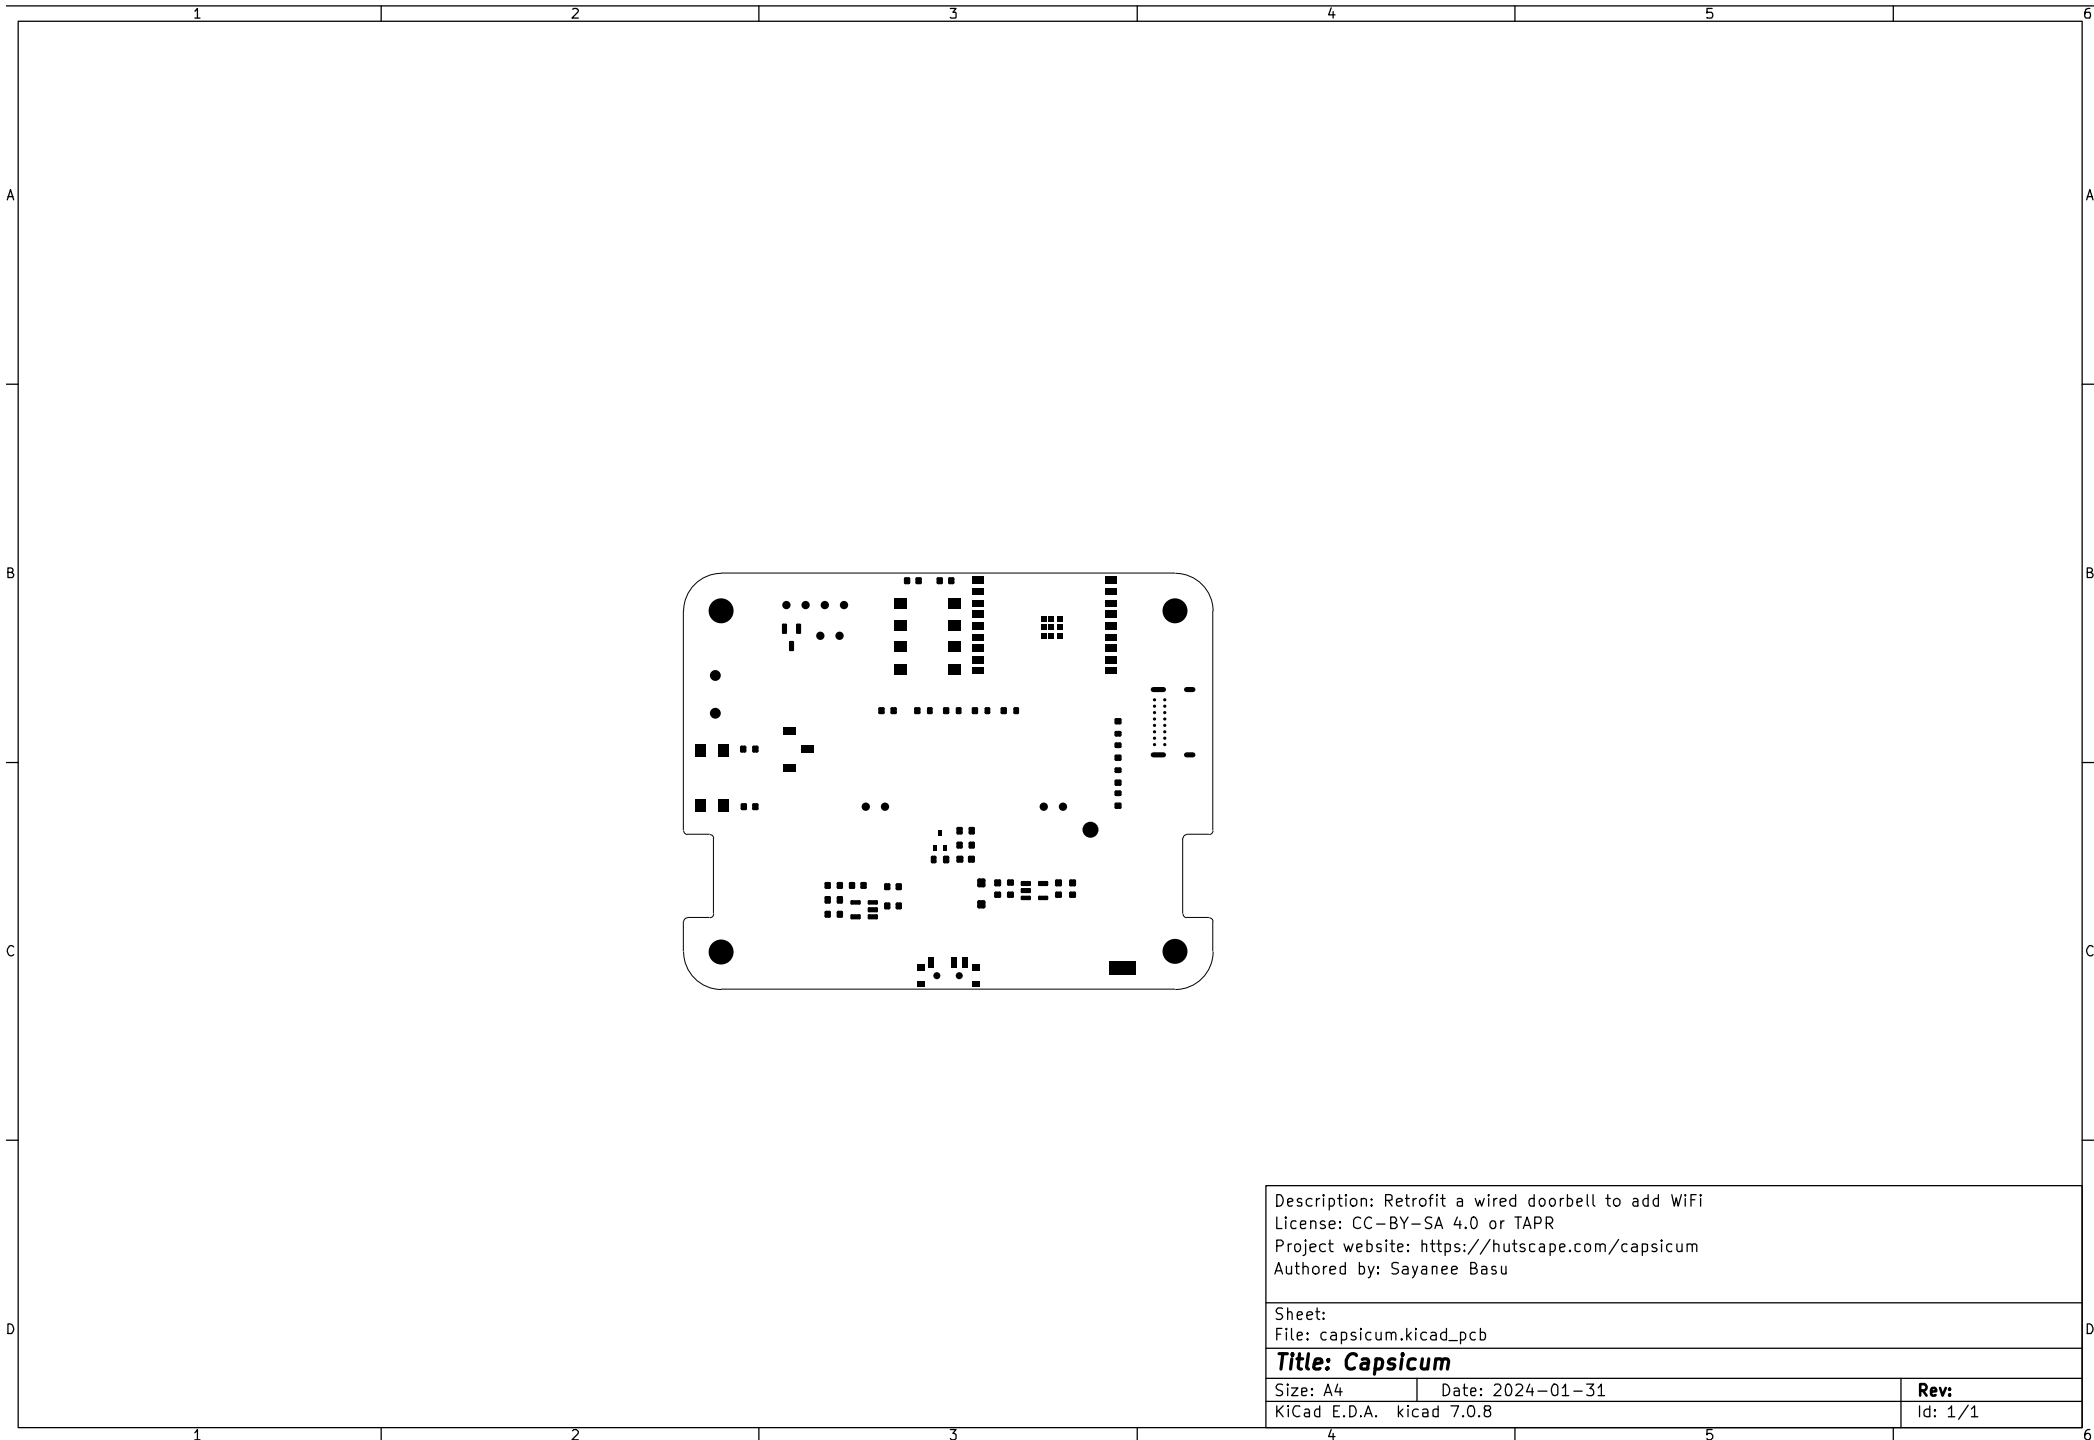 1 2 3 4 5 6
A A
B B
C C
D D
Description: Retrofit a wired doorbell to add WiFi
License: CC-BY-SA 4.0 or TAPR
Project website: https://hutscape.com/capsicum
Authored by: Sayanee Basu
Sheet:
File: capsicum.kicad_pcb
Title: Capsicum
Size: A4 Date: 2024-01-31 Rev:
KiCad E.D.A. kicad 7.0.8 Id: 1/1
1 2 3 4 5 6